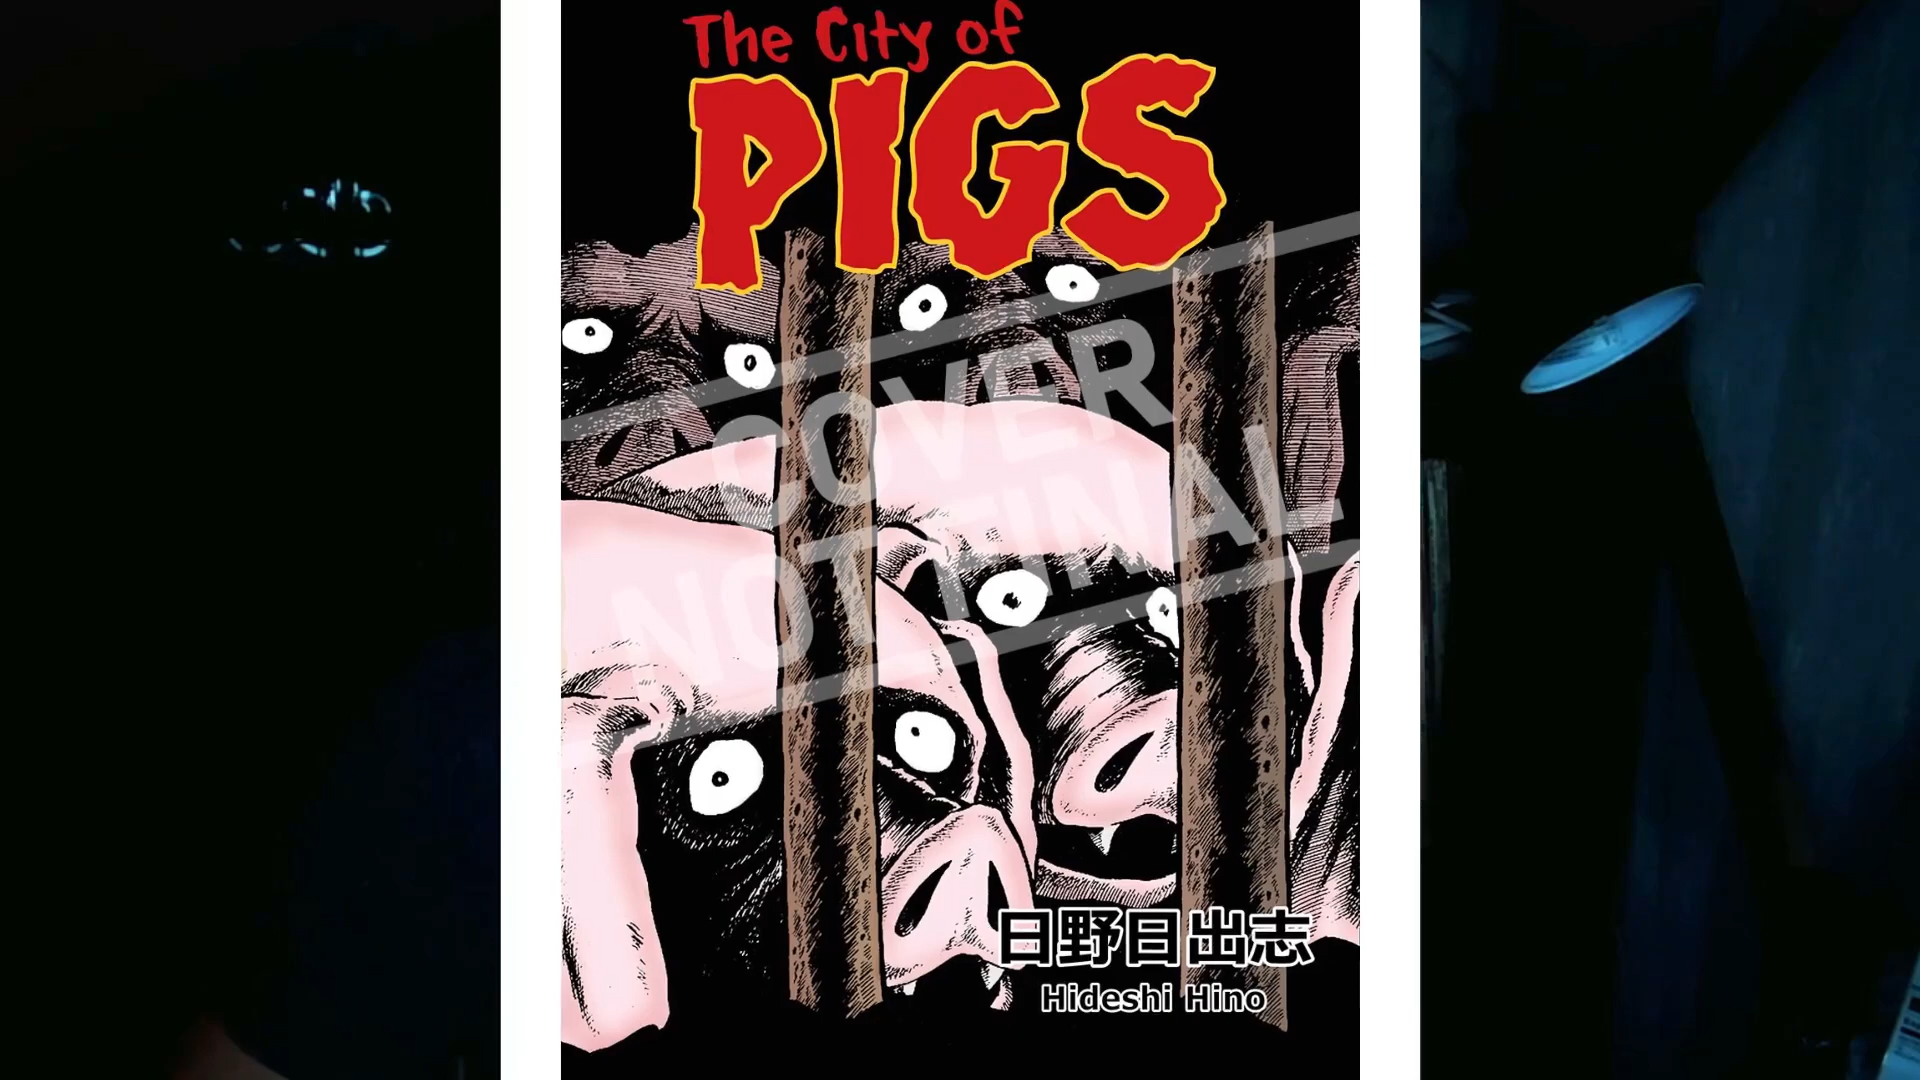 The City of
PIGS
COVER
NOT FINAL
日野日出志
Hideshi Hino